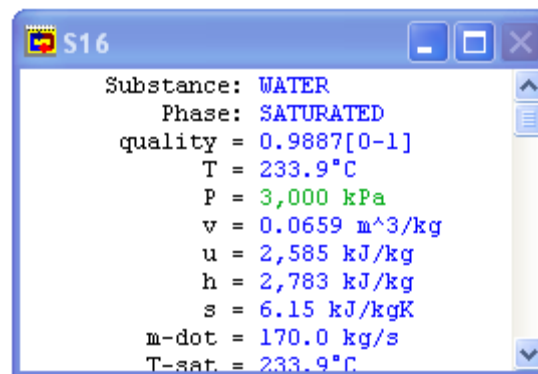 S16
Substance: WATER
Phase: SATURATED
quality = 0.9887[0-1]
T = 233.9°C
P = 3,000 kPa
v = 0.0659 m^3/kg
u = 2,585 kJ/kg
h = 2,783 kJ/kg
s = 6.15 kJ/kgK
m-dot = 170.0 kg/s
T-sat = 233.9°C